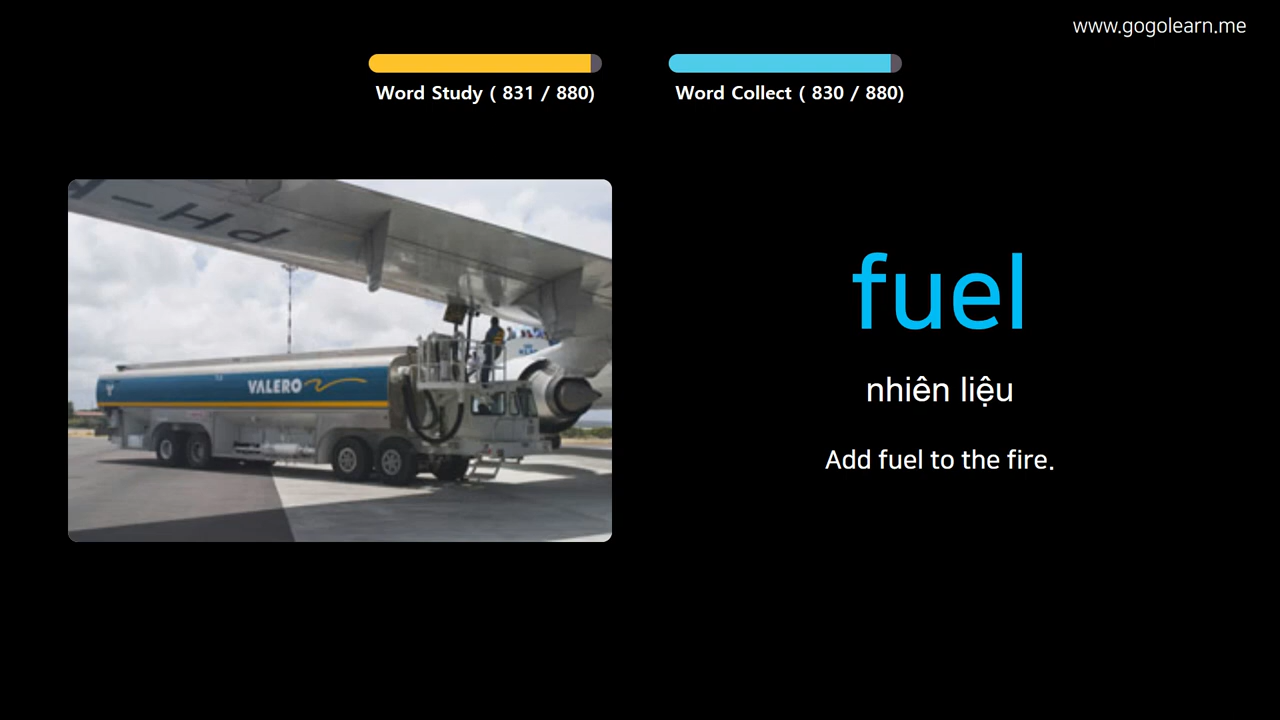 www.gogolearn.me
Word Study ( 831 / 880)
Word Collect ( 830 / 880)
PH-
VALERO
fuel
nhiên liệu
Add fuel to the fire.